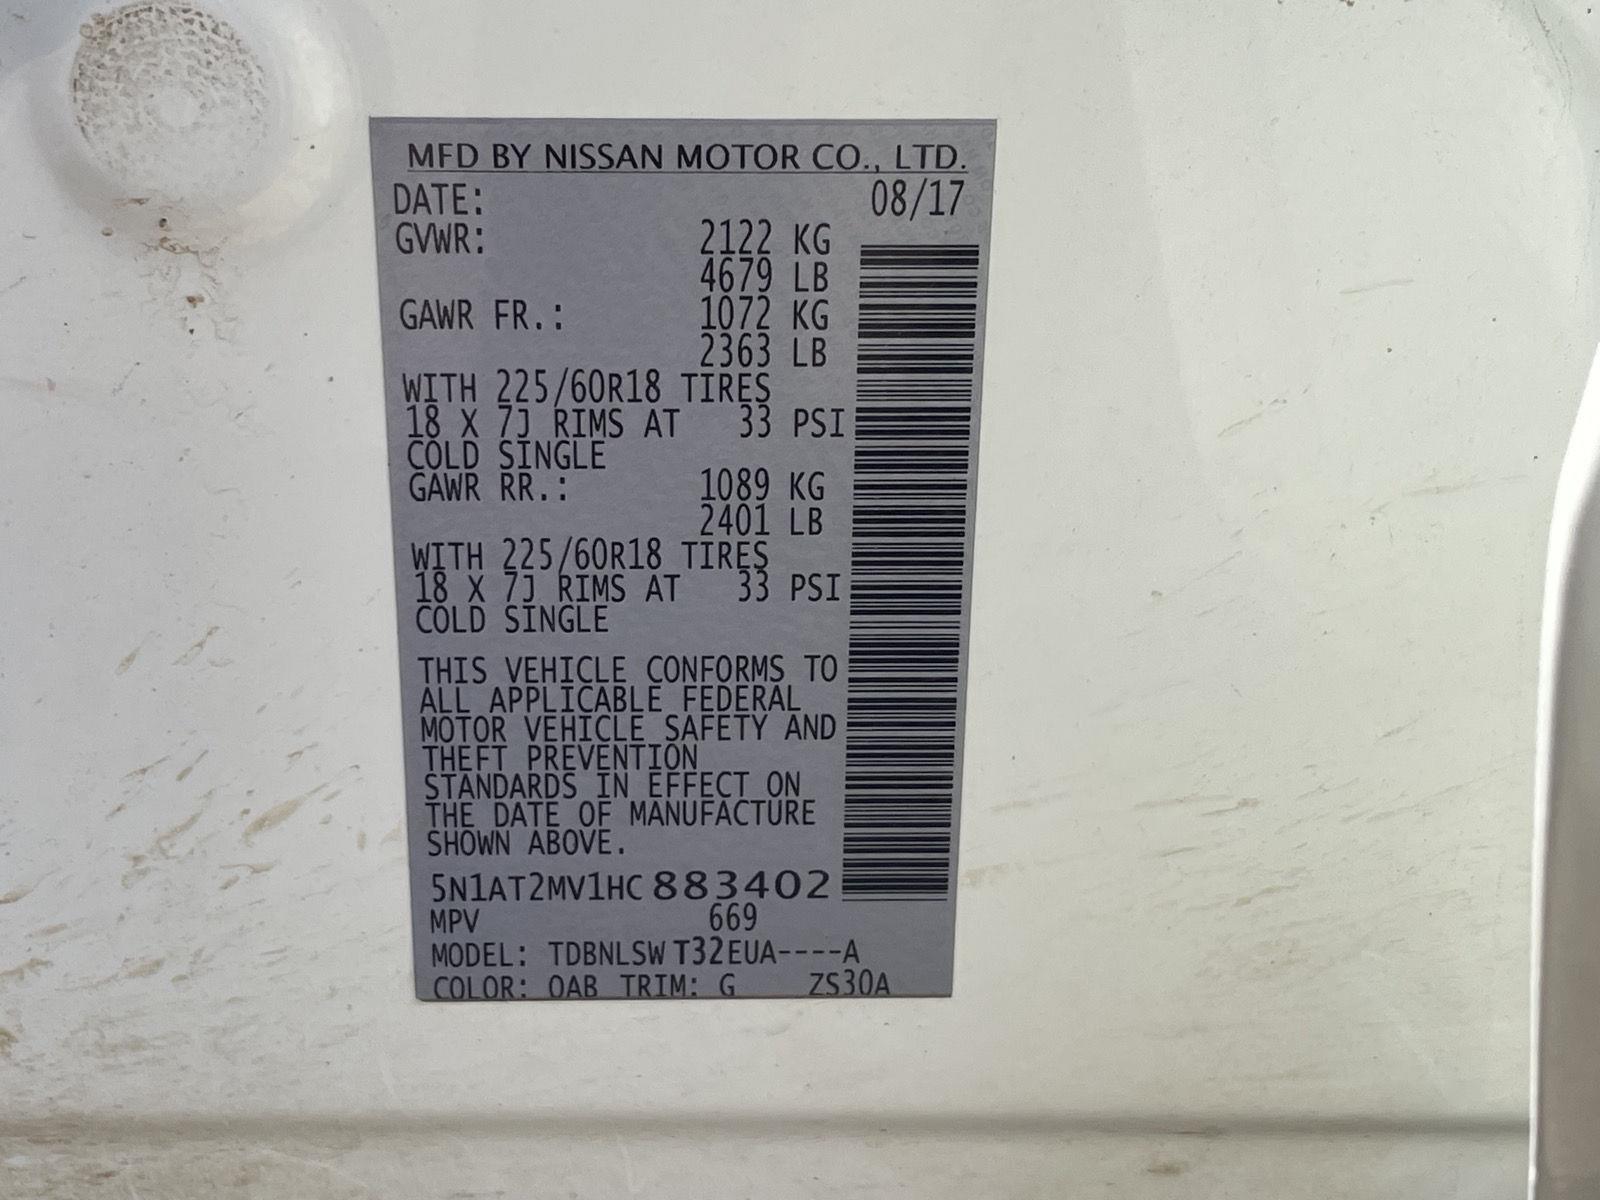 MFD BY NISSAN MOTOR CO., LTD.
DATE: 08/17
GVWR: 2122 KG
4679 LB
GAWR FR.: 1072 KG
2363 LB
WITH 225/60R18 TIRES
18 X 7J RIMS AT 33 PSI
COLD SINGLE
GAWR RR.: 1089 KG
2401 LB
WITH 225/60R18 TIRES
18 X 7J RIMS AT 33 PSI
COLD SINGLE
THIS VEHICLE CONFORMS TO
ALL APPLICABLE FEDERAL
MOTOR VEHICLE SAFETY AND
THEFT PREVENTION
STANDARDS IN EFFECT ON
THE DATE OF MANUFACTURE
SHOWN ABOVE.
5N1AT2MV1HC883402
MPV 669
MODEL: TDBNLSW T32EUA----A
COLOR: QAB TRIM: G ZS30A